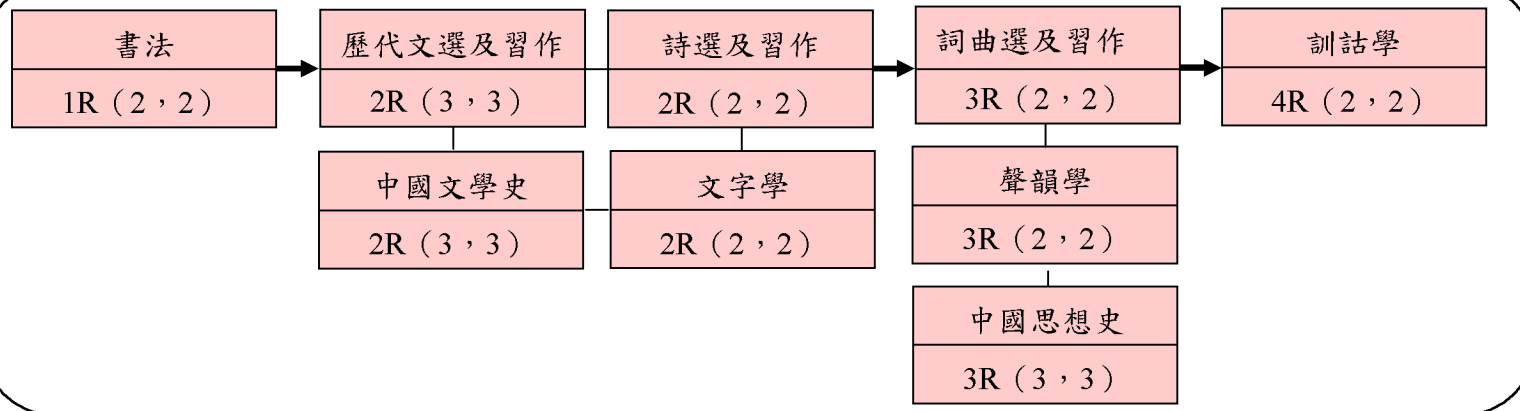 書法
1R（2，2）
歷代文選及習作
2R（3，3）
詩選及習作
2R（2，2）
詞曲選及習作
3R（2，2）
訓詁學
4R（2，2）
中國文學史
2R（3，3）
文字學
2R（2，2）
聲韻學
3R（2，2）
中國思想史
3R（3，3）